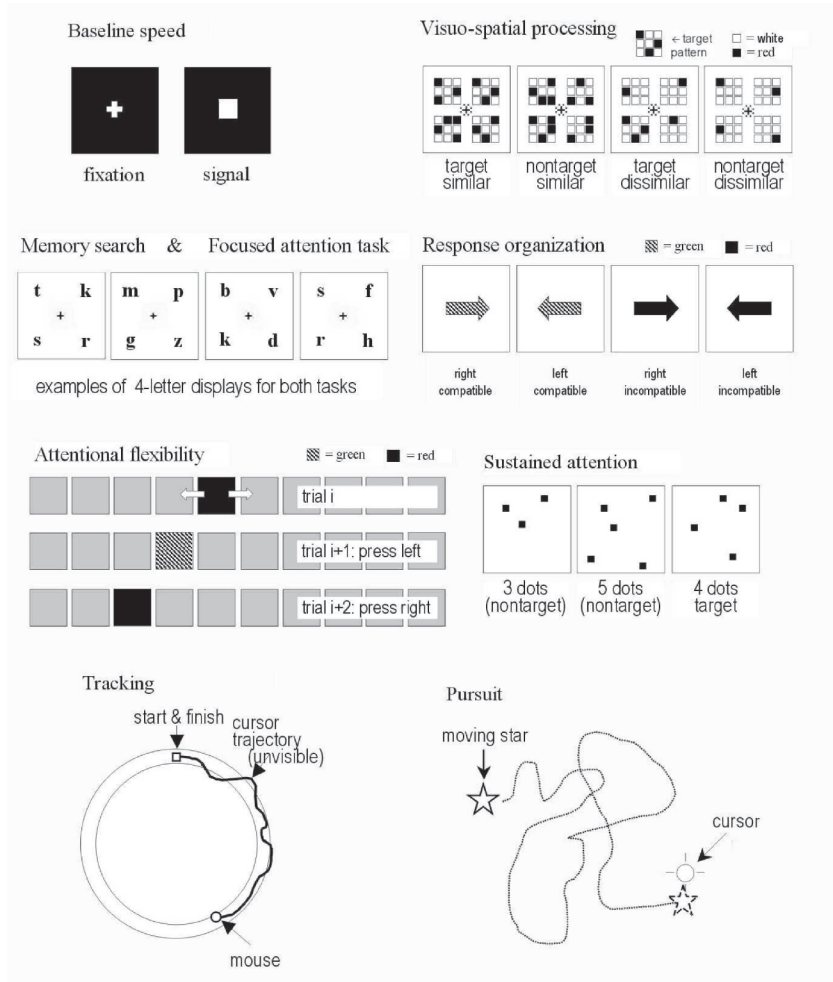 Baseline speed
fixation
signal
Visuo-spatial processing
← target
pattern
= white
= red
target
similar
nontarget
similar
target
dissimilar
nontarget
dissimilar
Memory search & Focused attention task
t k
s r
m p
g z
b v
k d
s f
r h
examples of 4-letter displays for both tasks
Response organization
= green
= red
right
compatible
left
compatible
right
incompatible
left
incompatible
Attentional flexibility
= green
= red
trial i
trial i+1: press left
trial i+2: press right
Sustained attention
3 dots
(nontarget)
5 dots
(nontarget)
4 dots
target
Tracking
start & finish
cursor
trajectory
(unvisible)
mouse
Pursuit
moving star
cursor